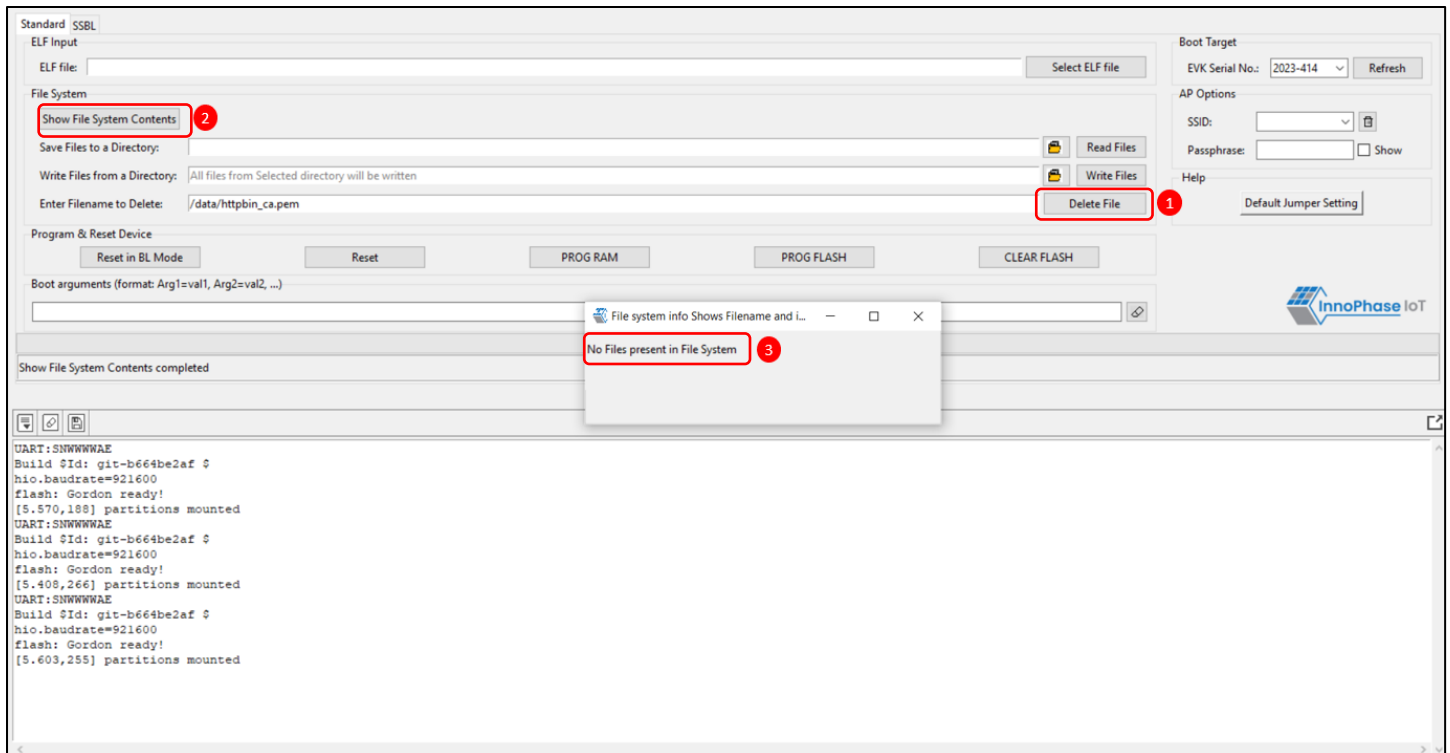 Standard SSBL
ELF Input
ELF file:
Select ELF file
Boot Target
EVK Serial No.: 2023-414
Refresh
File System
Show File System Contents
2
Save Files to a Directory:
Read Files
Write Files from a Directory: All files from Selected directory will be written
Write Files
Enter Filename to Delete: /data/httpbin_ca.pem
Delete File
1
AP Options
SSID:
Passphrase:
Show
Help
Default Jumper Setting
Program & Reset Device
Reset in BL Mode
Reset
PROG RAM
PROG FLASH
CLEAR FLASH
Boot arguments (format: Arg1=val1, Arg2=val2, ...)
InnoPhase IoT
File system info Shows Filename and i...
No Files present in File System
3
Show File System Contents completed
UART:SNWWWWAE
Build $Id: git-b664be2af $
hio.baudrate=921600
flash: Gordon ready!
[5.570,188] partitions mounted
UART:SNWWWWAE
Build $Id: git-b664be2af $
hio.baudrate=921600
flash: Gordon ready!
[5.408,266] partitions mounted
UART:SNWWWWAE
Build $Id: git-b664be2af $
hio.baudrate=921600
flash: Gordon ready!
[5.603,255] partitions mounted